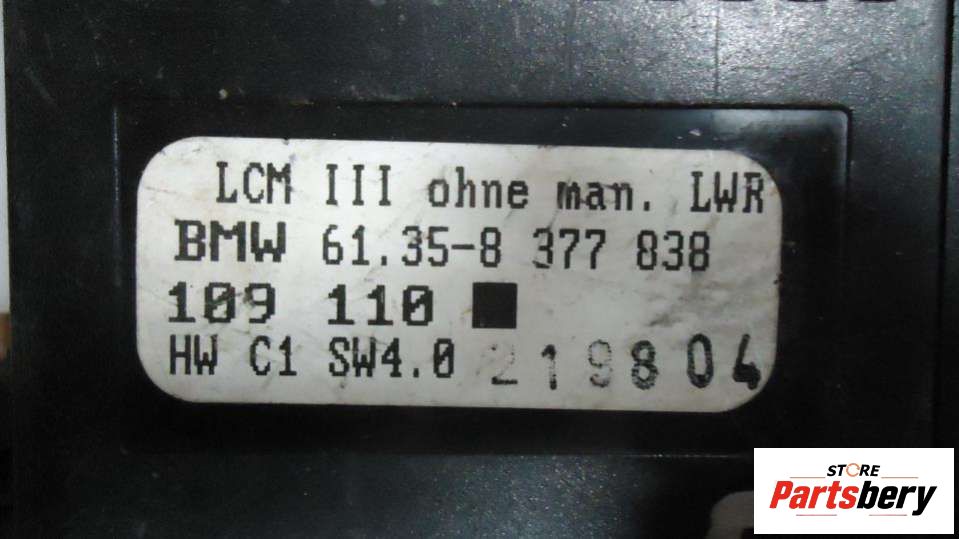 LCM III ohne man. LWR
BMW 61.35-8 377 838
109 110
HW C1 SW4.0 219804
STORE
Partsbery